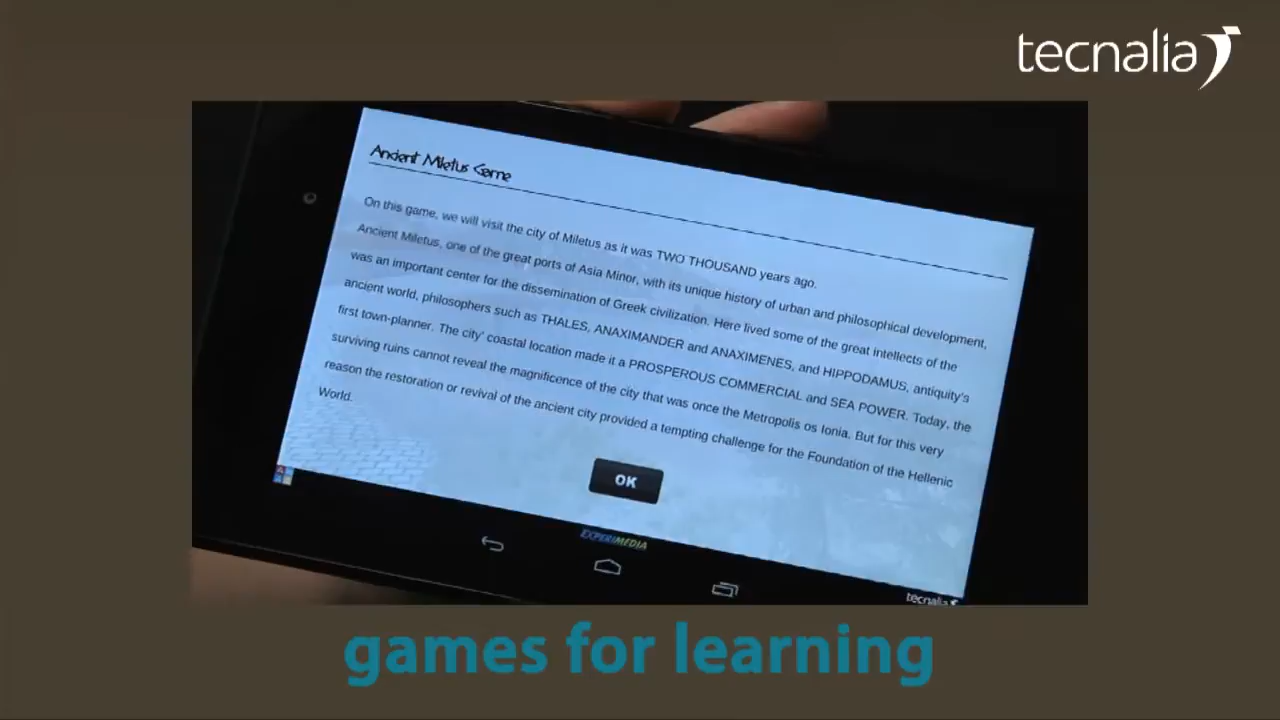 tecnalia
Ancient Miletus Game
On this game, we will visit the city of Miletus as it was TWO THOUSAND years ago.
Ancient Miletus, one of the great ports of Asia Minor, with its unique history of urban and philosophical development,
was an important center for the dissemination of Greek civilization. Here lived some of the great intellects of the
ancient world, philosophers such as THALES, ANAXIMANDER and ANAXIMENES, and HIPPODAMUS, antiquity's
first town-planner. The city' coastal location made it a PROSPEROUS COMMERCIAL and SEA POWER. Today, the
surviving ruins cannot reveal the magnificence of the city that was once the Metropolis os Ionia. But for this very
reason the restoration or revival of the ancient city provided a tempting challenge for the Foundation of the Hellenic
World.
OK
EXPERIMEDIA
tecnalia
games for learning